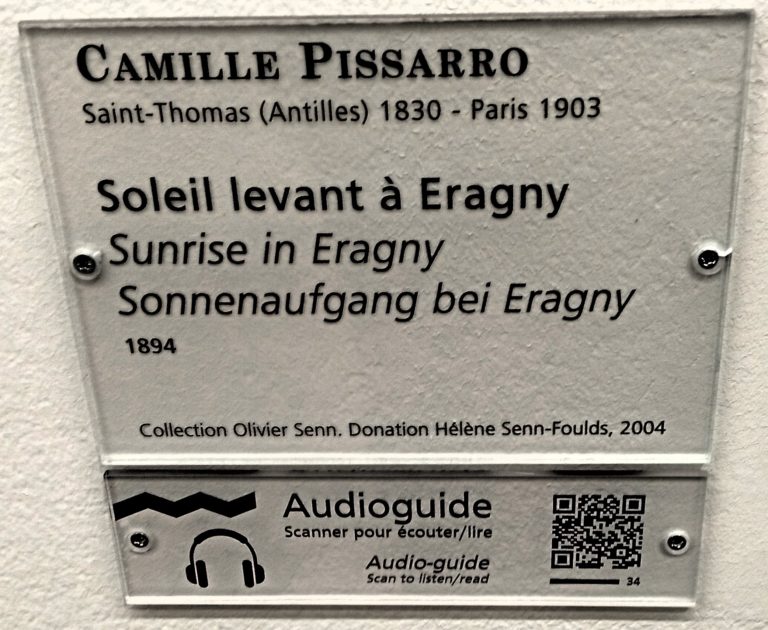 CAMILLE PISSARRO
Saint-Thomas (Antilles) 1830 - Paris 1903
Soleil levant à Eragny
Sunrise in Eragny
Sonnenaufgang bei Eragny
1894
Collection Olivier Senn. Donation Hélène Senn-Foulds, 2004
Audioguide
Scanner pour écouter/lire
Audio-guide
Scan to listen/read
34